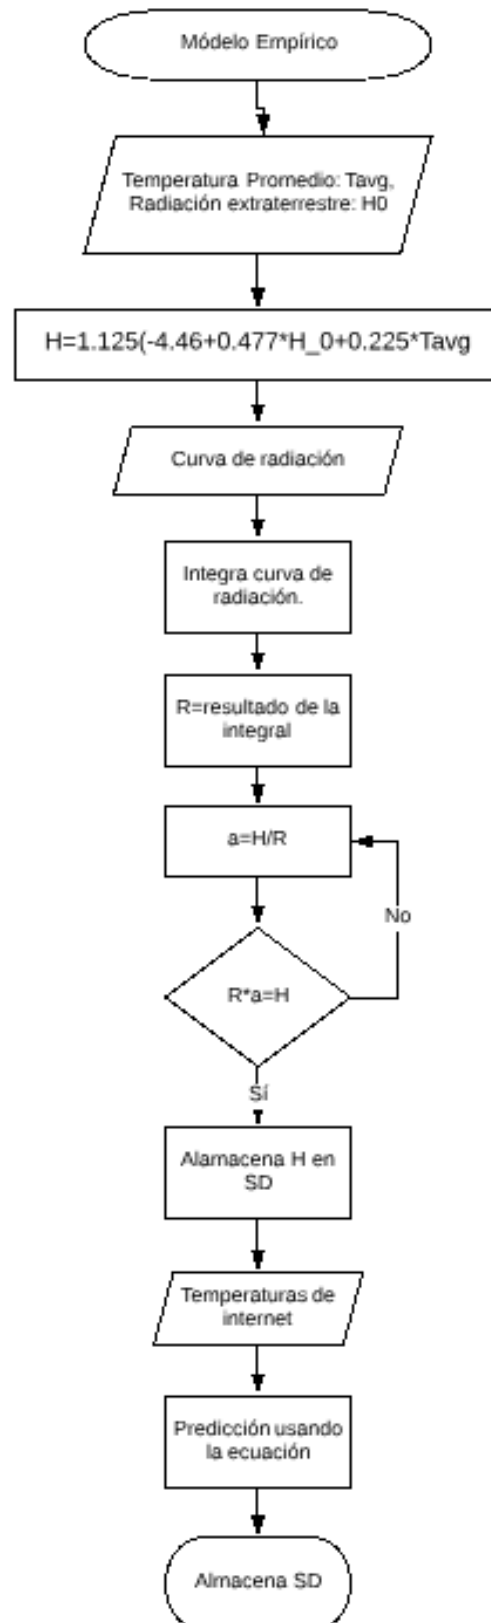 Módelo Empírico
Temperatura Promedio: Tavg,
Radiación extraterrestre: H0
H=1.125(-4.46+0.477*H_0+0.225*Tavg
Curva de radiación
Integra curva de
radiación.
R=resultado de la
integral
a=H/R
No
R*a=H
Sí
Alamacena H en
SD
Temperaturas de
internet
Predicción usando
la ecuación
Almacena SD